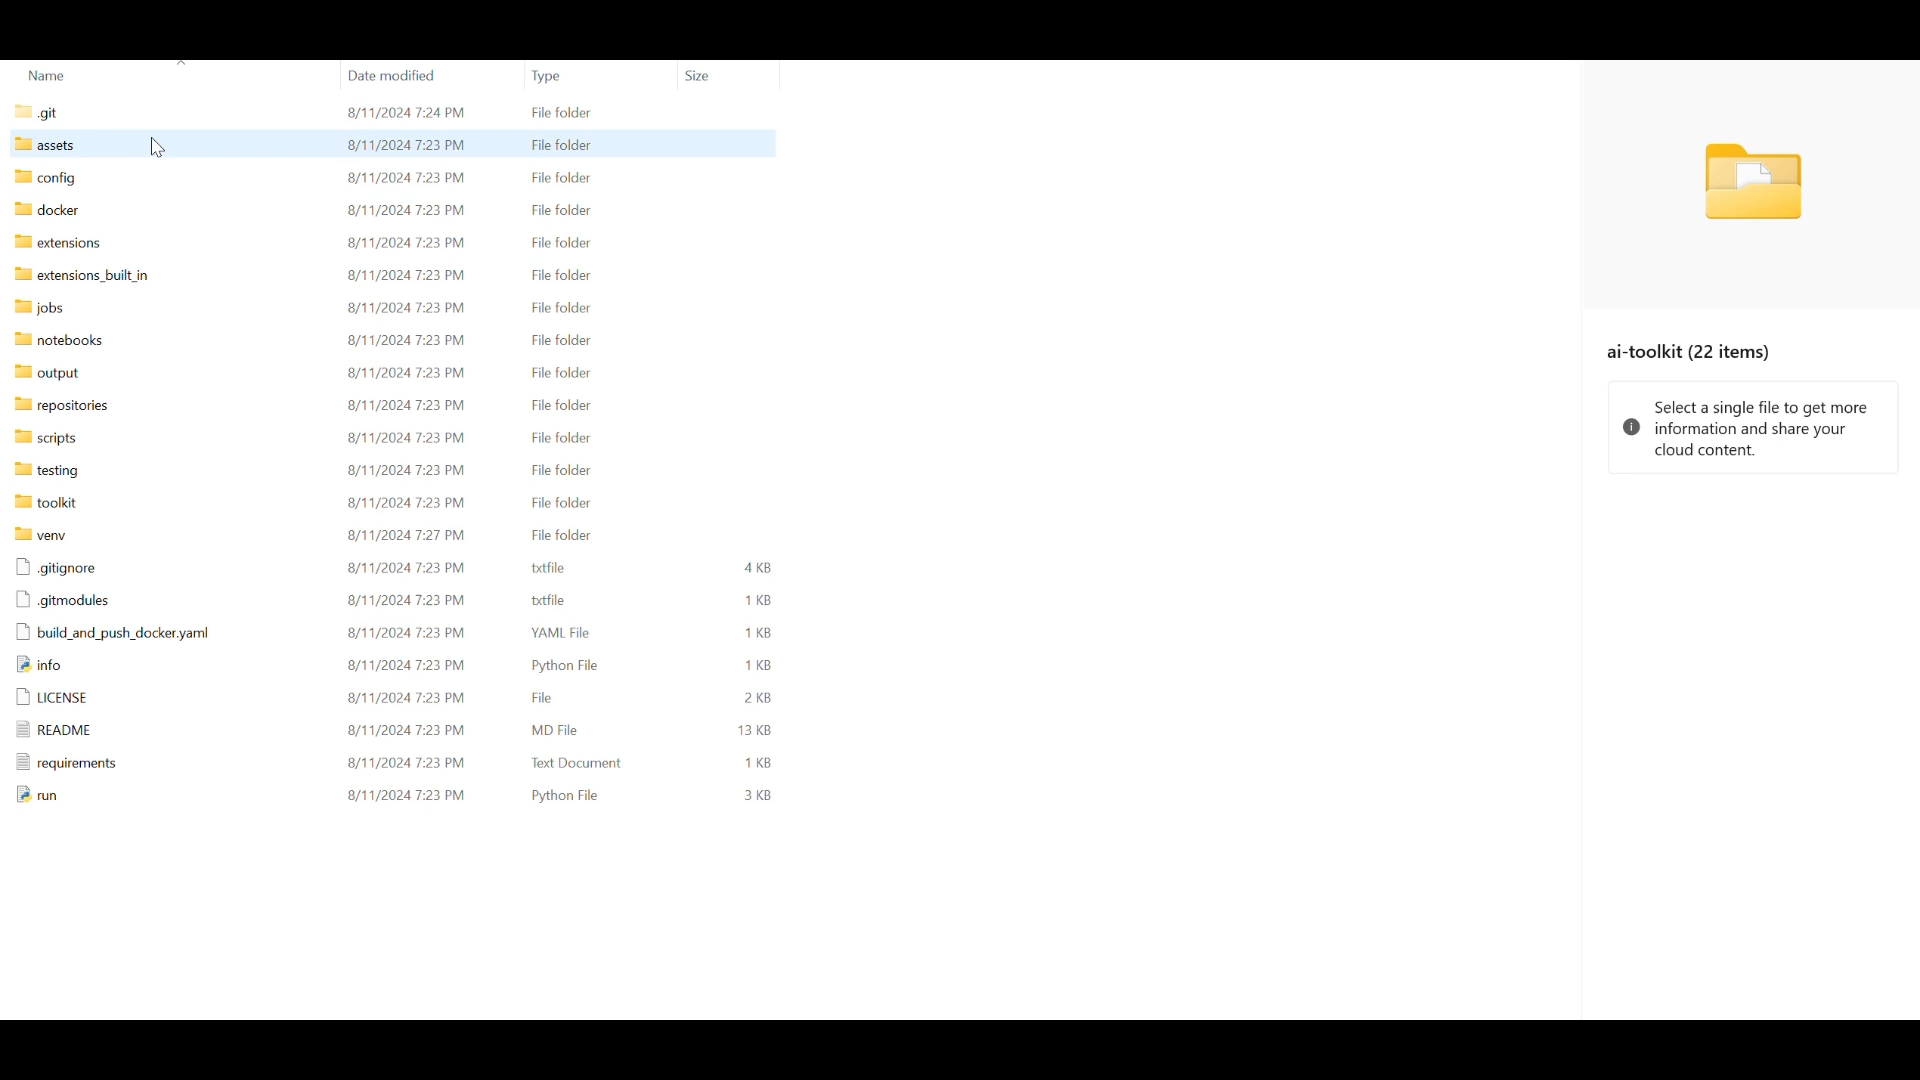 Name Date modified Type Size
.git 8/11/2024 7:24 PM File folder
assets 8/11/2024 7:23 PM File folder
config 8/11/2024 7:23 PM File folder
docker 8/11/2024 7:23 PM File folder
extensions 8/11/2024 7:23 PM File folder
extensions_built_in 8/11/2024 7:23 PM File folder
jobs 8/11/2024 7:23 PM File folder
notebooks 8/11/2024 7:23 PM File folder
output 8/11/2024 7:23 PM File folder
repositories 8/11/2024 7:23 PM File folder
scripts 8/11/2024 7:23 PM File folder
testing 8/11/2024 7:23 PM File folder
toolkit 8/11/2024 7:23 PM File folder
venv 8/11/2024 7:27 PM File folder
.gitignore 8/11/2024 7:23 PM txtfile 4 KB
.gitmodules 8/11/2024 7:23 PM txtfile 1 KB
build_and_push_docker.yaml 8/11/2024 7:23 PM YAML File 1 KB
info 8/11/2024 7:23 PM Python File 1 KB
LICENSE 8/11/2024 7:23 PM File 2 KB
README 8/11/2024 7:23 PM MD File 13 KB
requirements 8/11/2024 7:23 PM Text Document 1 KB
run 8/11/2024 7:23 PM Python File 3 KB
ai-toolkit (22 items)
Select a single file to get more
information and share your
cloud content.